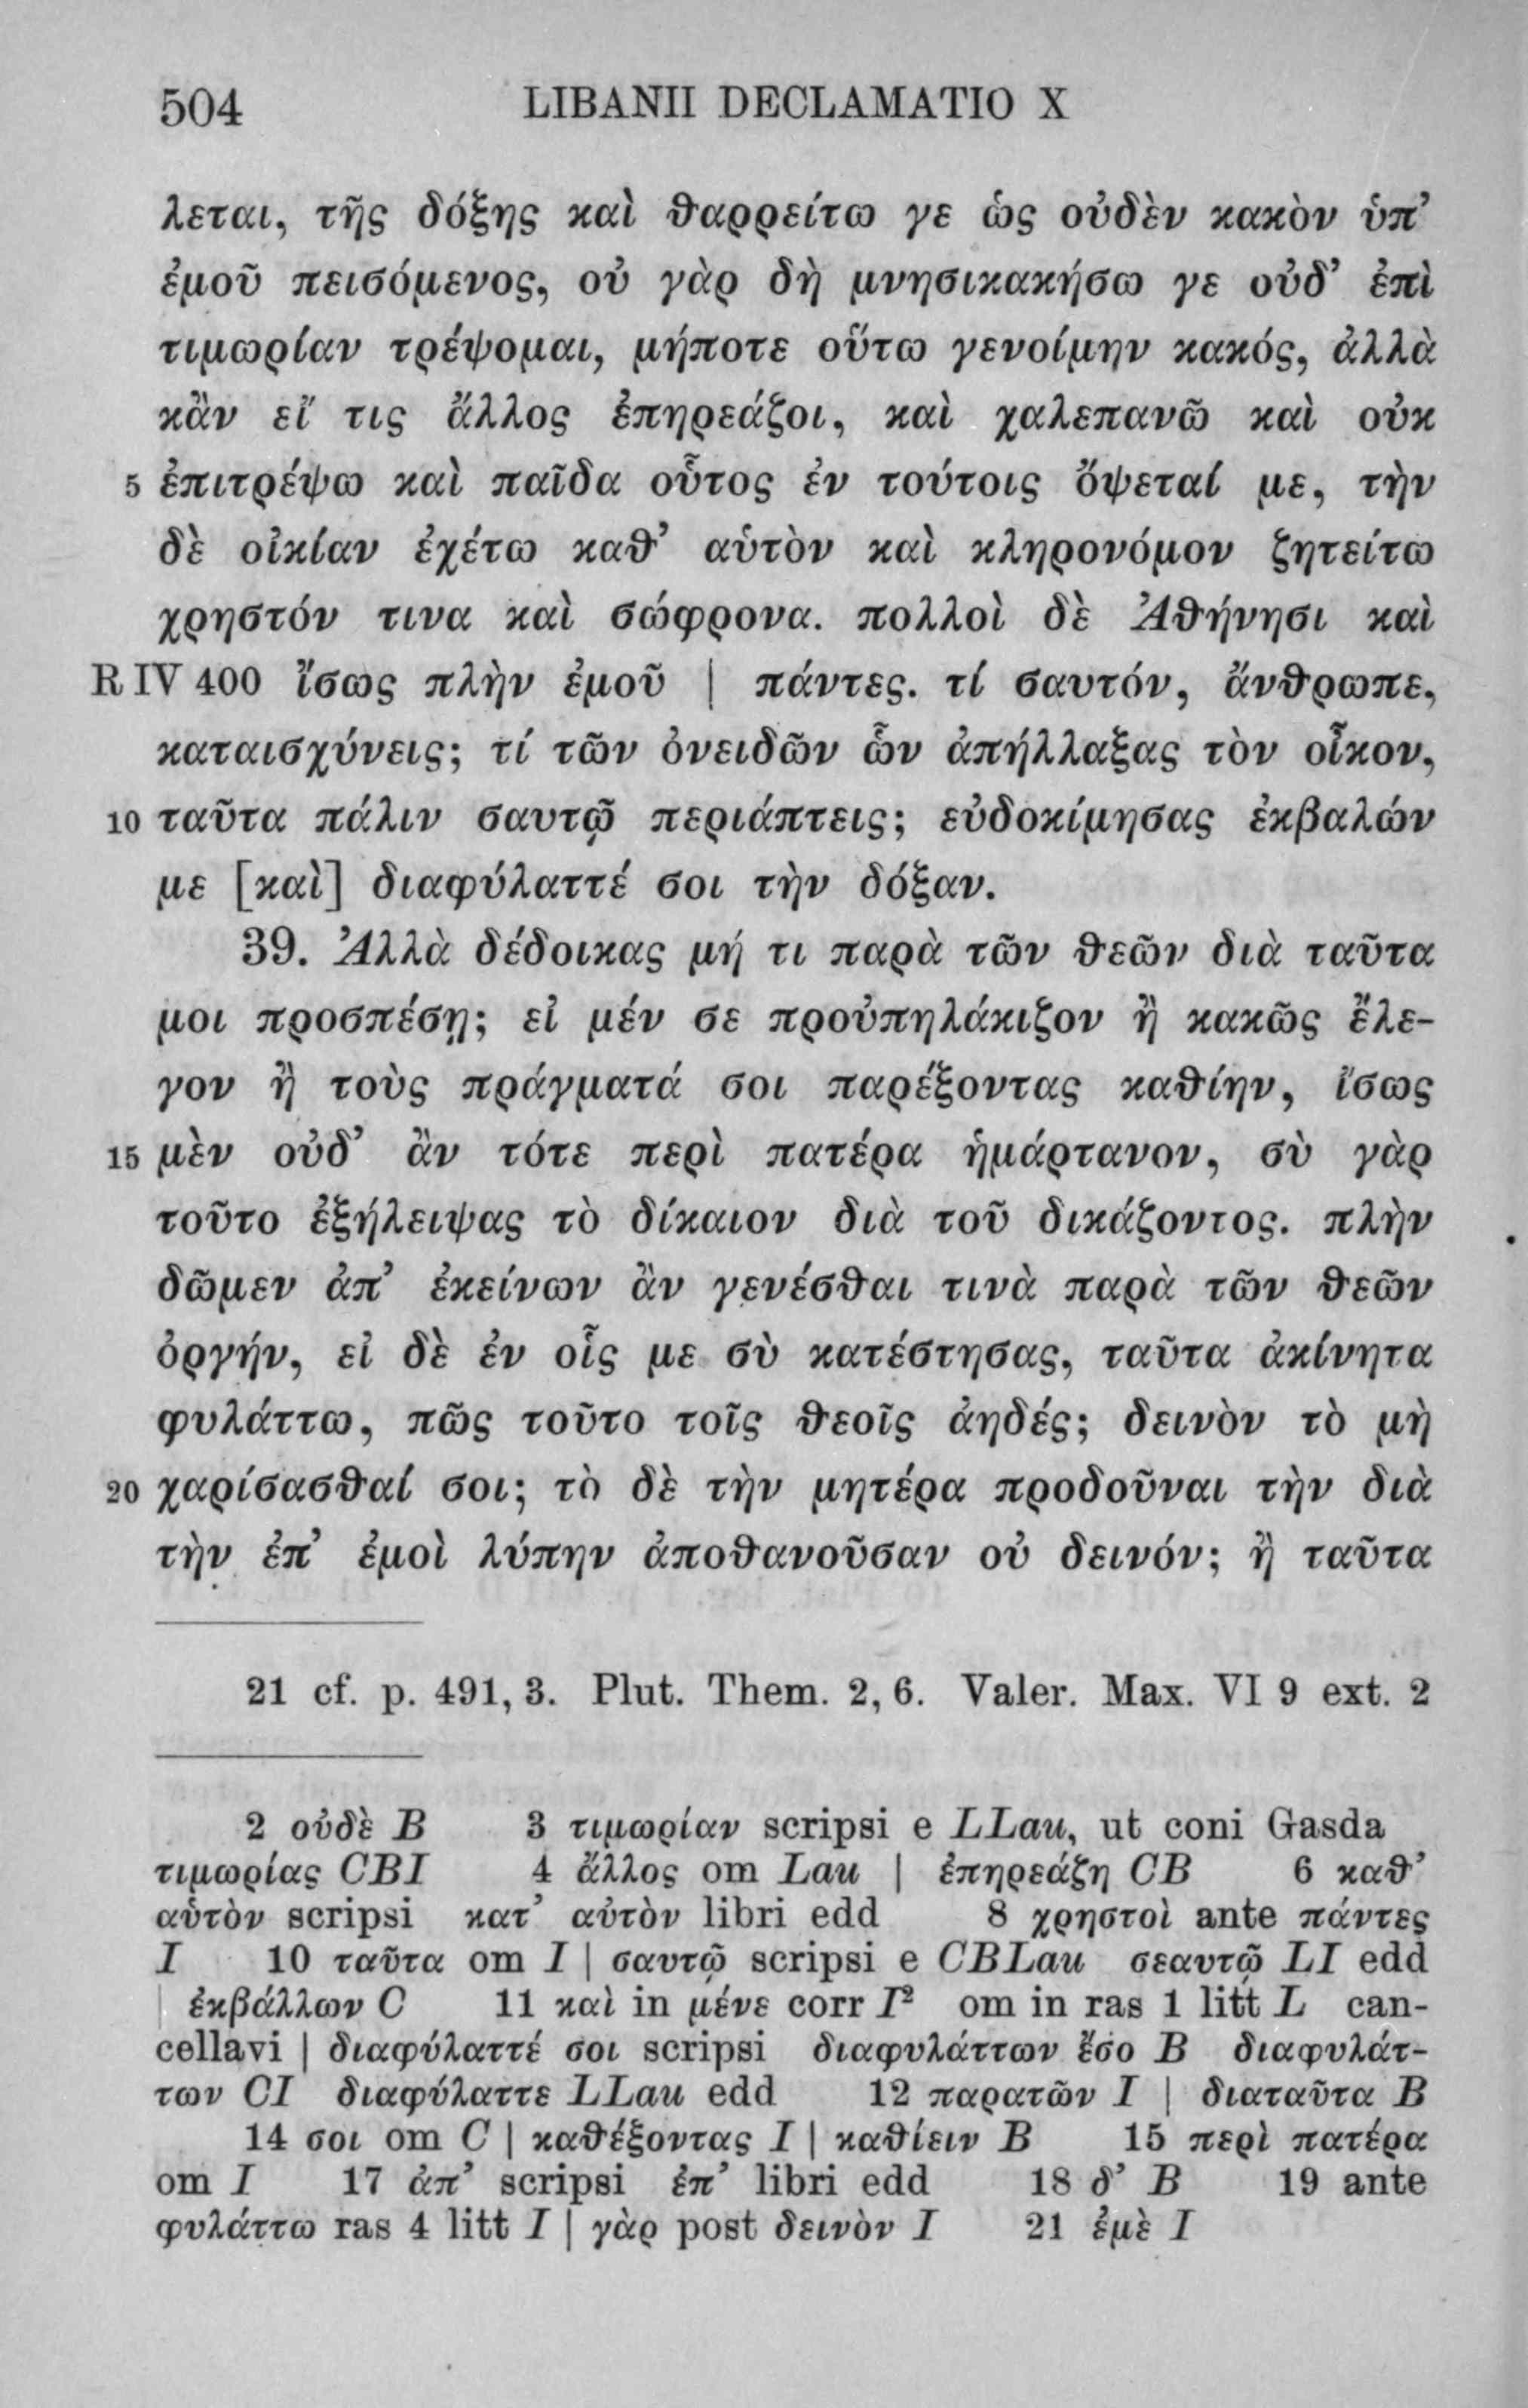 504 LIBANII DECLAMATIO X
λεται, τῆς δόξης καὶ θαρρείτω γε ὡς οὐδὲν κακὸν ὑπ’
ἐμοῦ πεισόμενος, οὐ γὰρ δὴ μνησικακήσω γε οὐδ’ ἐπὶ
τιμωρίαν τρέψομαι, μήποτε οὕτω γενοίμην κακός, ἀλλὰ
κἂν εἴ τις ἄλλος ἐπηρεάζοι, καὶ χαλεπανῶ καὶ οὐκ
5 ἐπιτρέψω καὶ παῖδα οὗτος ἐν τούτοις ὄψεταί με, τὴν
δὲ οἰκίαν ἐχέτω καθ’ αὑτὸν καὶ κληρονόμον ζητείτω
χρηστόν τινα καὶ σώφρονα. πολλοὶ δὲ Ἀθήνησι καὶ
R IV 400 ἴσως πλὴν ἐμοῦ | πάντες. τί σαυτόν, ἄνθρωπε,
καταισχύνεις; τί τῶν ὀνειδῶν ὧν ἀπήλλαξας τὸν οἶκον,
10 ταῦτα πάλιν σαυτῷ περιάπτεις; εὐδοκίμησας ἐκβαλών
με [καὶ] διαφύλαττέ σοι τὴν δόξαν.
39. Ἀλλὰ δέδοικας μή τι παρὰ τῶν θεῶν διὰ ταῦτα
μοι προσπέσῃ; εἰ μέν σε προὐπηλάκιζον ἢ κακῶς ἔλε-
γον ἢ τοὺς πράγματά σοι παρέξοντας καθίην, ἴσως
15 μὲν οὐδ’ ἂν τότε περὶ πατέρα ἡμάρτανον, σὺ γὰρ
τοῦτο ἐξήλειψας τὸ δίκαιον διὰ τοῦ δικάζοντος. πλὴν
δῶμεν ἀπ’ ἐκείνων ἂν γενέσθαι τινὰ παρὰ τῶν θεῶν
ὀργήν, εἰ δὲ ἐν οἷς με σὺ κατέστησας, ταῦτα ἀκίνητα
φυλάττω, πῶς τοῦτο τοῖς θεοῖς ἀηδές; δεινὸν τὸ μὴ
20 χαρίσασθαί σοι; τὸ δὲ τὴν μητέρα προδοῦναι τὴν διὰ
τὴν ἐπ’ ἐμοὶ λύπην ἀποθανοῦσαν οὐ δεινόν; ἢ ταῦτα
21 cf. p. 491, 3. Plut. Them. 2, 6. Valer. Max. VI 9 ext. 2
2 οὐδὲ B 3 τιμωρίαν scripsi e LLau, ut coni Gasda
τιμωρίας CBI 4 ἄλλος om Lau | ἐπηρεάζη CB 6 καθ’
αὑτὸν scripsi κατ’ αὐτὸν libri edd 8 χρηστοὶ ante πάντες
I 10 ταῦτα om I | σαυτῷ scripsi e CBLau σεαυτῷ LI edd
| ἐκβάλλων C 11 καὶ in μένε corr I² om in ras 1 litt L can-
cellavi | διαφύλαττέ σοι scripsi διαφυλάττων ἔσο B διαφυλάτ-
των CI διαφύλαττε LLau edd 12 παρατῶν I | διαταῦτα B
14 σοι om C | καθέξοντας I | καθίειν B 15 περὶ πατέρα
om I 17 ἀπ’ scripsi ἐπ’ libri edd 18 δ’ B 19 ante
φυλάττω ras 4 litt I | γὰρ post δεινὸν I 21 ἐμὲ I